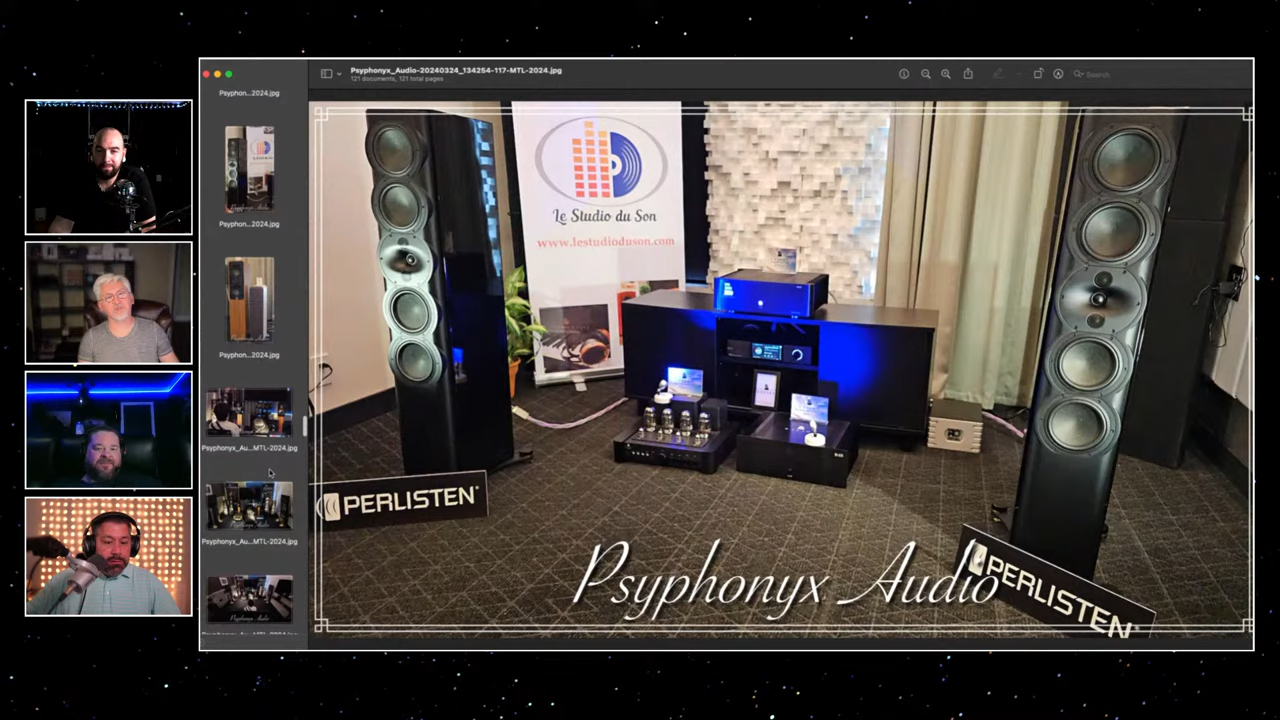 Psyphonyx_Audio-20240324_134254-117-MTL-2024.jpg
121 documents, 121 total pages
Search
Psyphon...2024.jpg
Psyphon...2024.jpg
Psyphon...2024.jpg
Psyphonyx_Au...MTL-2024.jpg
Psyphonyx_Au...MTL-2024.jpg
Le Studio du Son
www.lestudioduson.com
PERLISTEN
PERLISTEN
Psyphonyx Audio